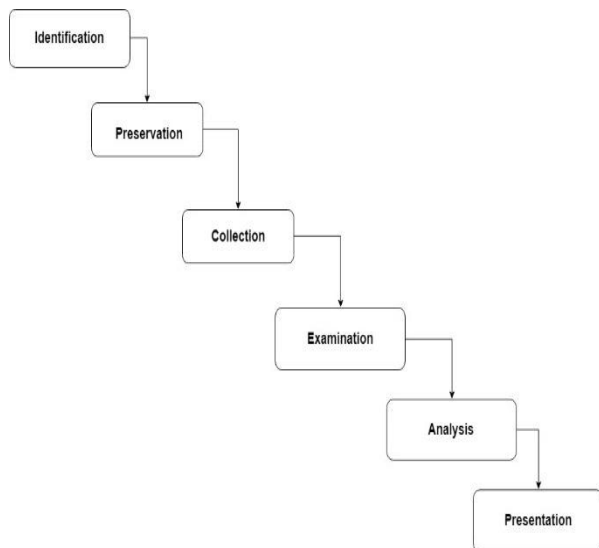 Identification
Preservation
Collection
Examination
Analysis
Presentation